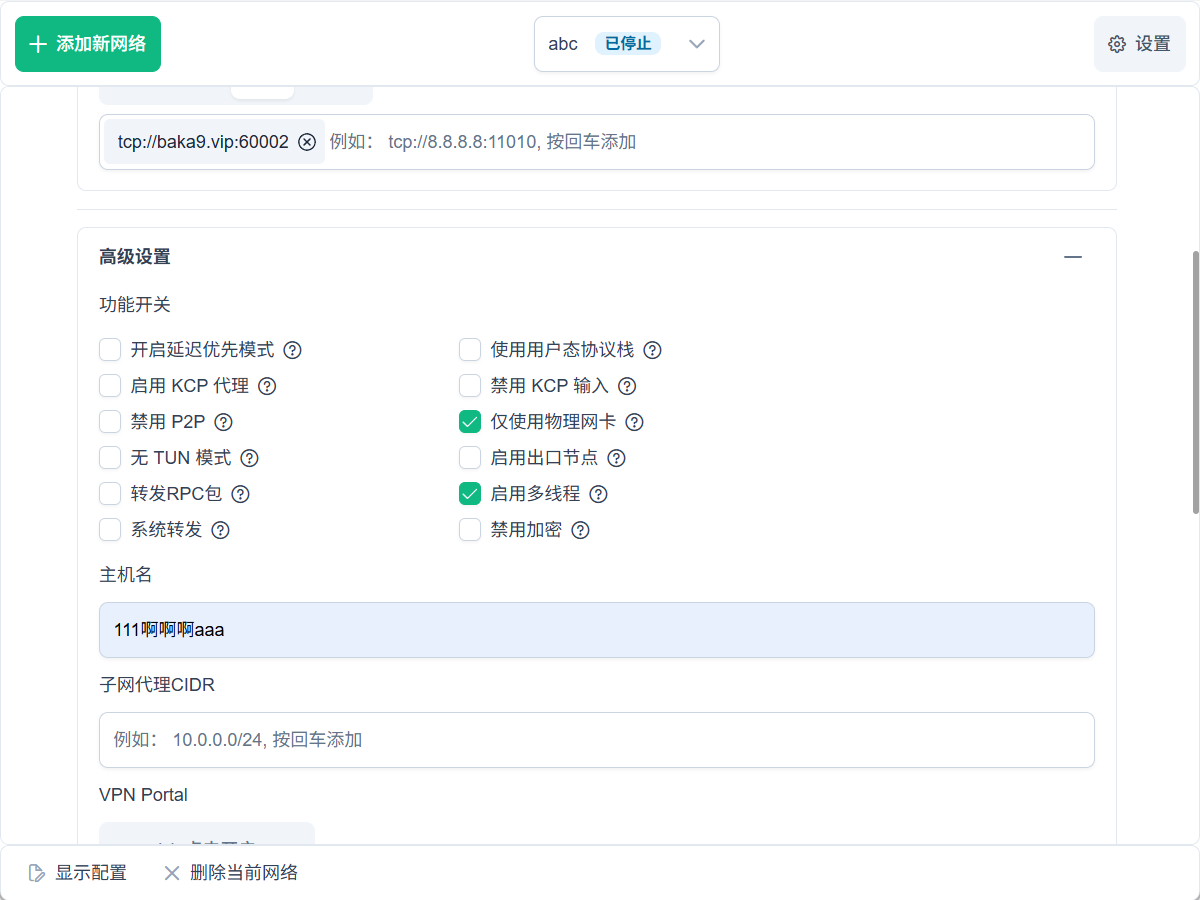 添加新网络
abc 已停止
设置
tcp://baka9.vip:60002 例如： tcp://8.8.8.8:11010, 按回车添加
高级设置
功能开关
开启延迟优先模式 使用用户态协议栈
启用 KCP 代理 禁用 KCP 输入
禁用 P2P 仅使用物理网卡
无 TUN 模式 启用出口节点
转发RPC包 启用多线程
系统转发 禁用加密
主机名
111啊啊啊aaa
子网代理CIDR
例如： 10.0.0.0/24, 按回车添加
VPN Portal
显示配置 删除当前网络